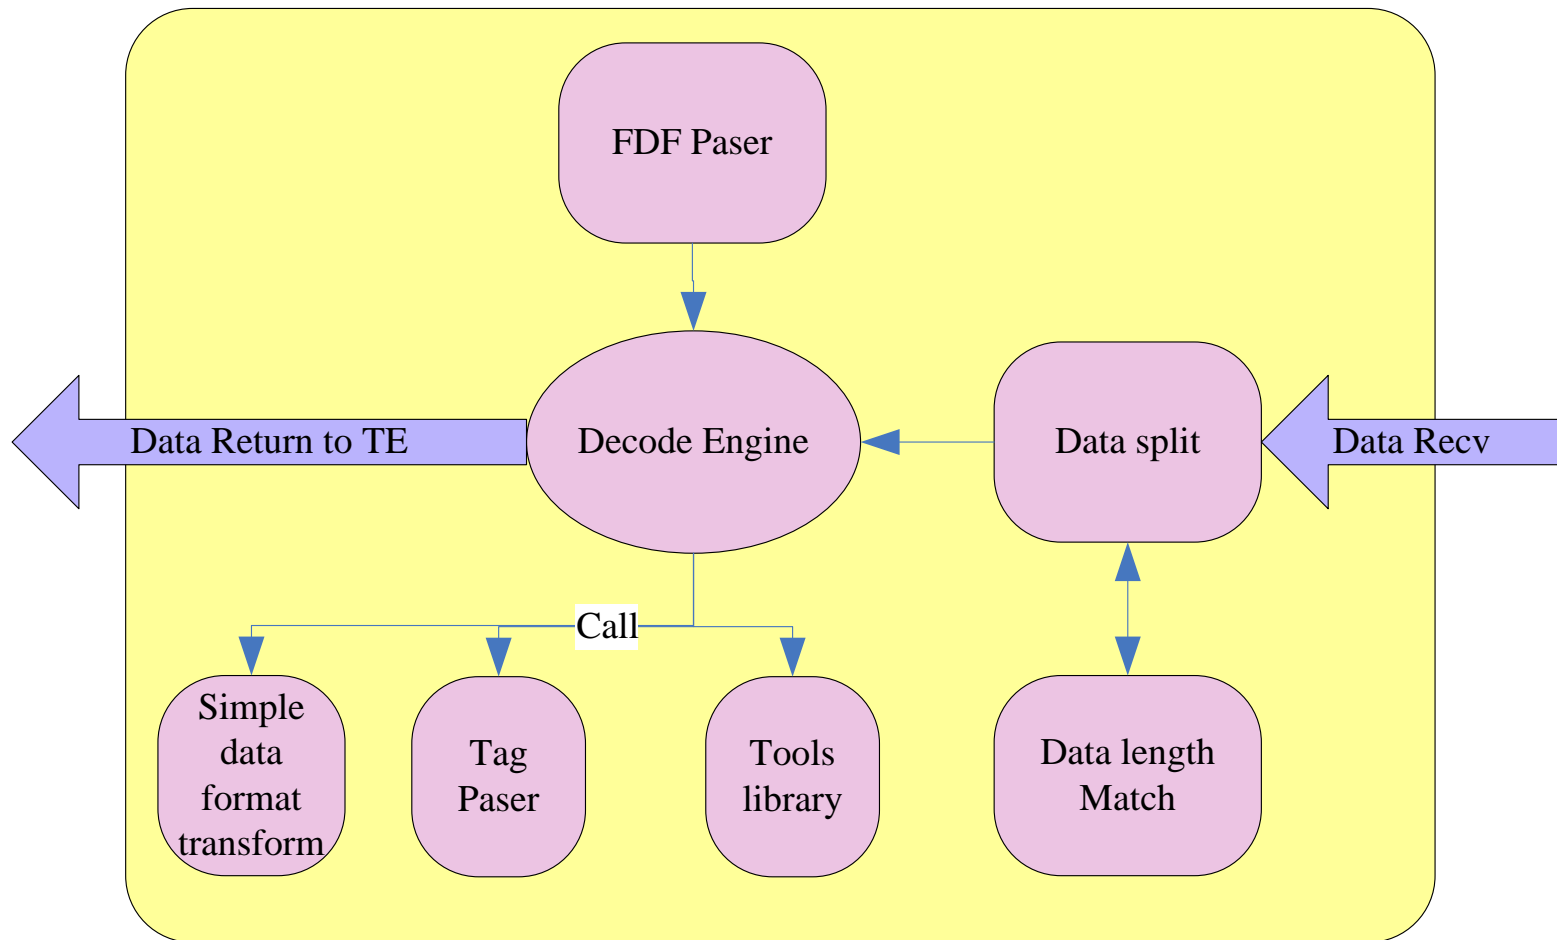 FDF Paser
Data Return to TE
Decode Engine
Data split
Data Recv
Call
Simple
data
format
transform
Tag
Paser
Tools
library
Data length
Match